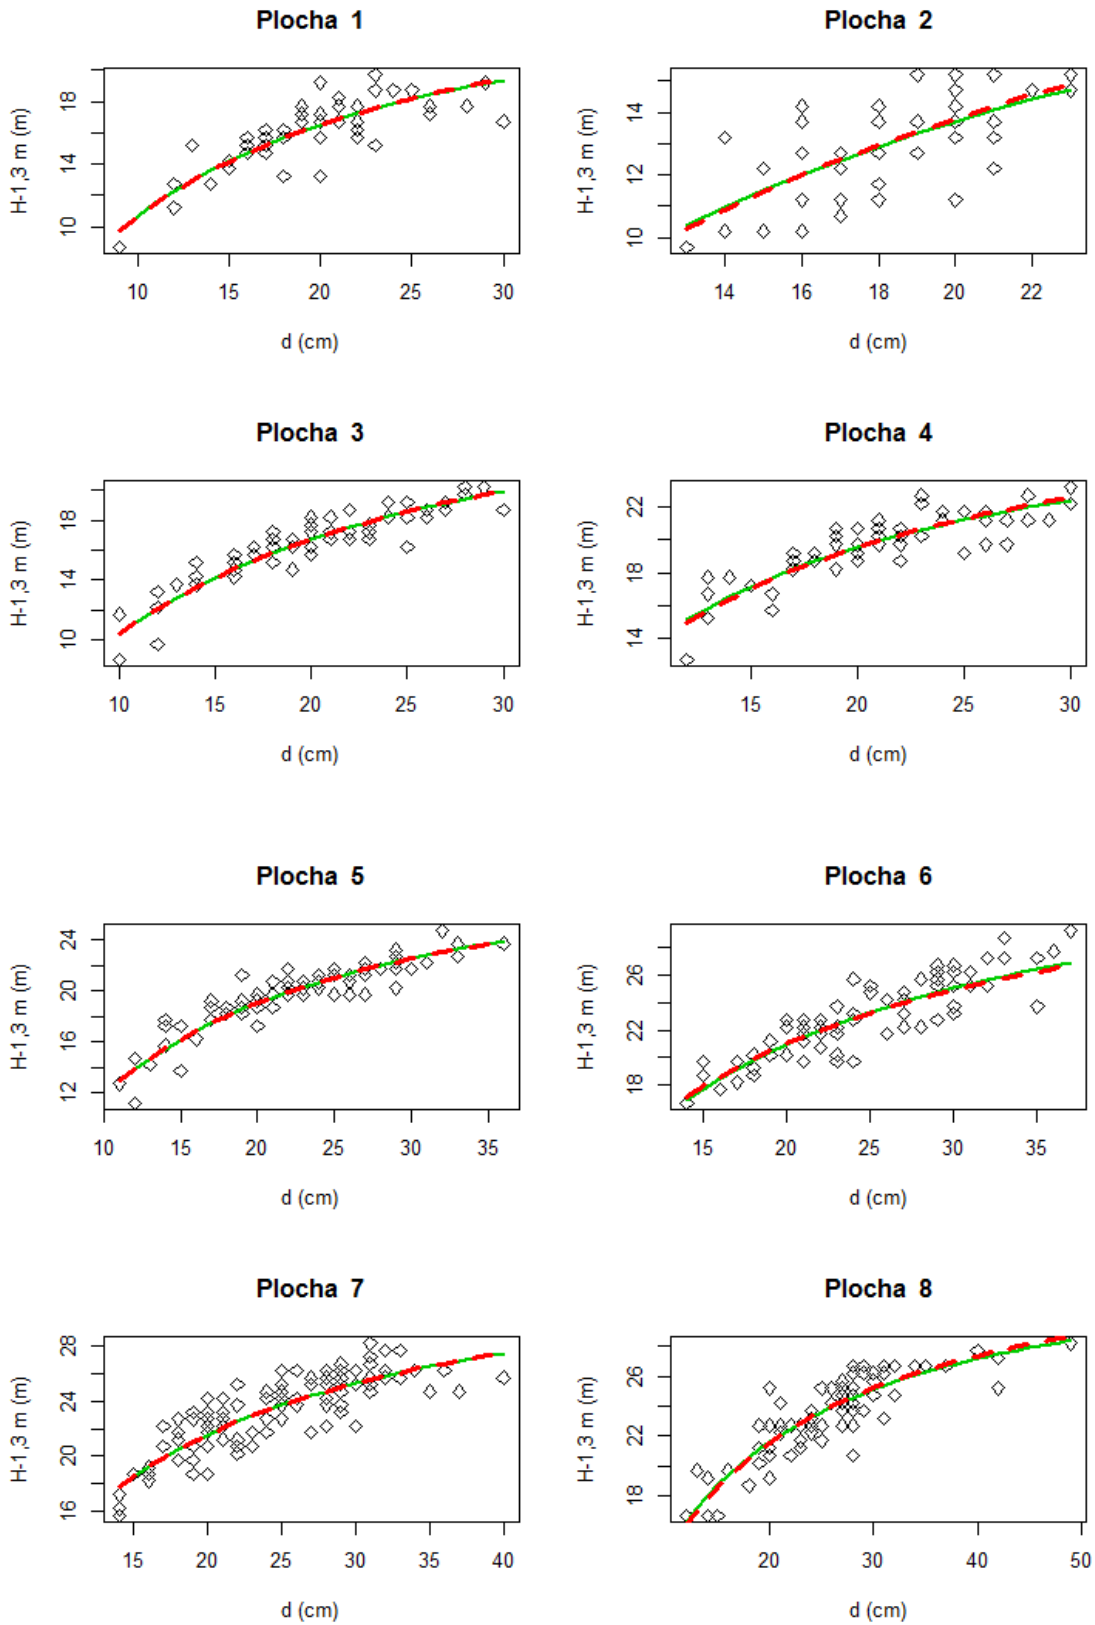 Plocha 1
H-1,3 m (m)
18
14
10
10 15 20 25 30
d (cm)
Plocha 2
H-1,3 m (m)
14
12
10
14 16 18 20 22
d (cm)
Plocha 3
H-1,3 m (m)
18
14
10
10 15 20 25 30
d (cm)
Plocha 4
H-1,3 m (m)
22
18
14
15 20 25 30
d (cm)
Plocha 5
H-1,3 m (m)
24
20
16
12
10 15 20 25 30 35
d (cm)
Plocha 6
H-1,3 m (m)
26
22
18
15 20 25 30 35
d (cm)
Plocha 7
H-1,3 m (m)
28
24
20
16
15 20 25 30 35 40
d (cm)
Plocha 8
H-1,3 m (m)
26
22
18
20 30 40 50
d (cm)